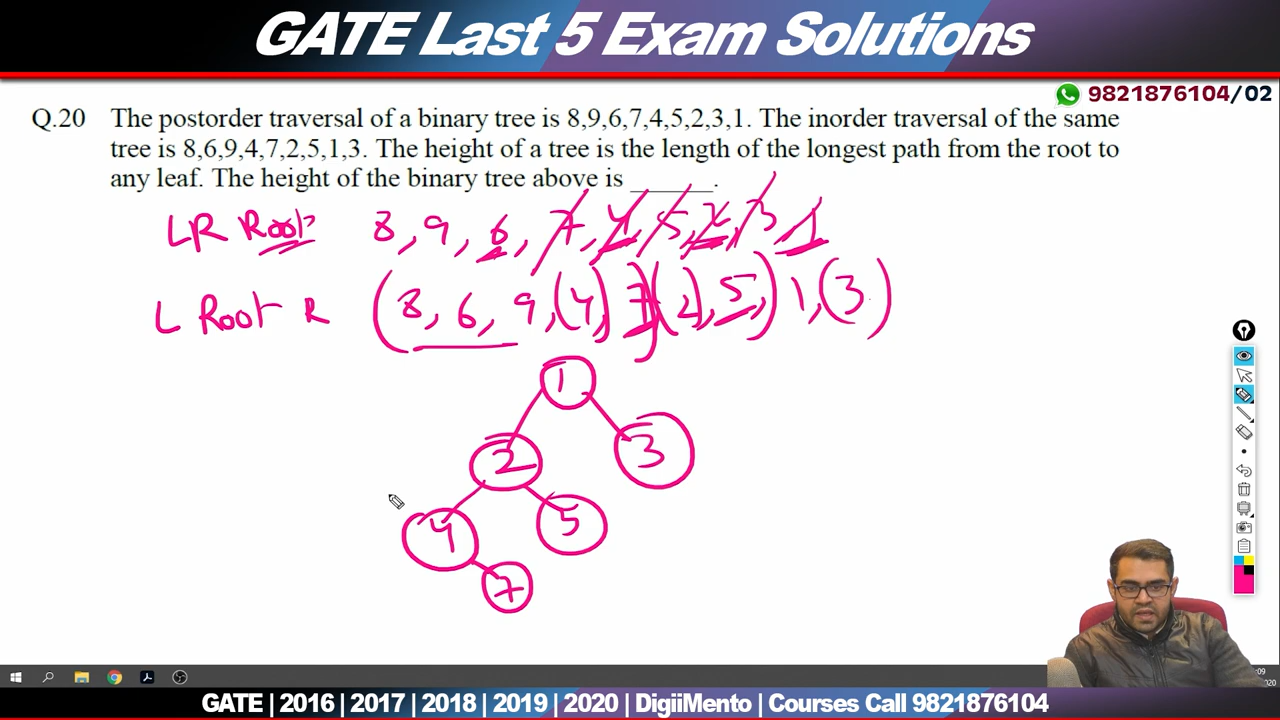 GATE Last 5 Exam Solutions
9821876104/02
Q.20 The postorder traversal of a binary tree is 8,9,6,7,4,5,2,3,1. The inorder traversal of the same
tree is 8,6,9,4,7,2,5,1,3. The height of a tree is the length of the longest path from the root to
any leaf. The height of the binary tree above is ______.
LR Root 8, 9, 6, 7, 4, 5, 2, 3, 1
L Root R (8, 6, 9, (4), 7)(2), 5,) 1, (3)
1
2 3
4 5
7
09
2020
GATE | 2016 | 2017 | 2018 | 2019 | 2020 | DigiiMento | Courses Call 9821876104